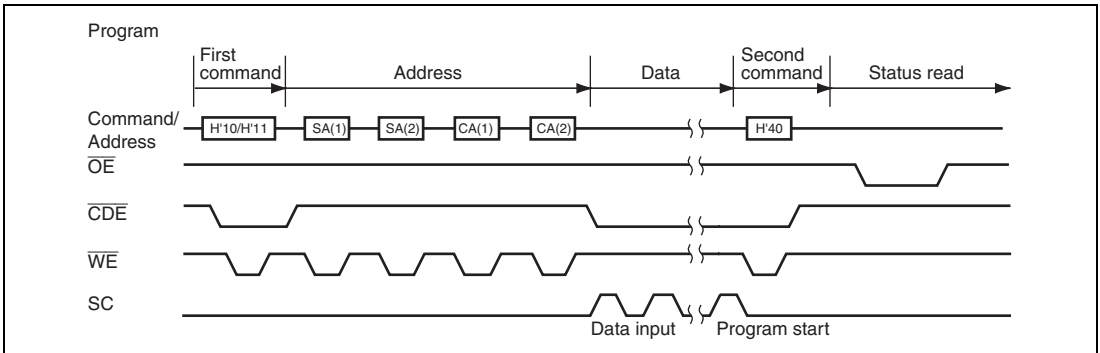 Program
First
command
Address
Data
Second
command
Status read
Command/
Address
H'10/H'11
SA(1)
SA(2)
CA(1)
CA(2)
H'40
OE
CDE
WE
SC
Data input
Program start